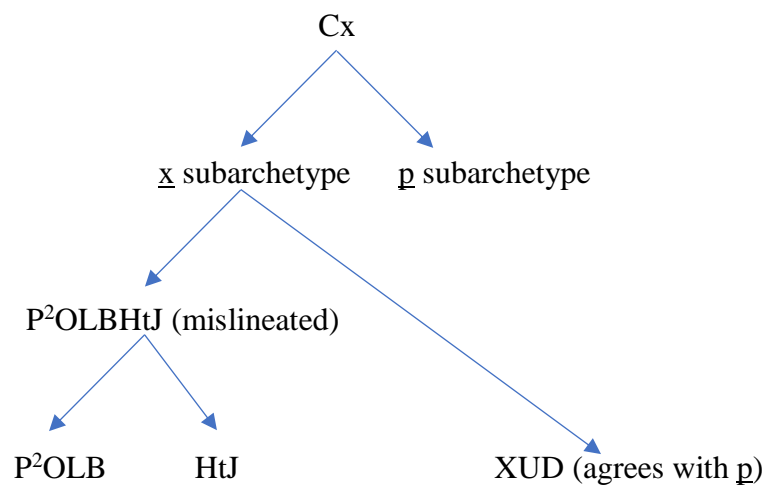 Cx
x subarchetype p subarchetype
P²OLBHtJ (mislineated)
P²OLB HtJ XUD (agrees with p)